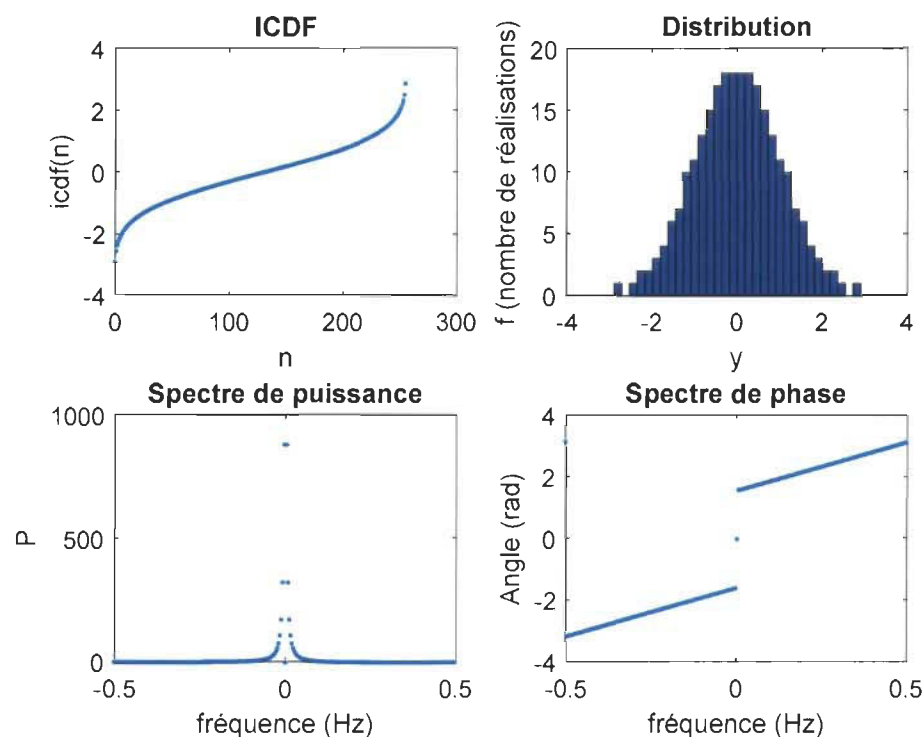 ICDF
4
2
0
-2
-4
icdf(n)
0
100
200
300
n
Distribution
20
15
10
5
0
f (nombre de réalisations)
-4
-2
0
2
4
y
Spectre de puissance
1000
500
0
P
-0.5
0
0.5
fréquence (Hz)
Spectre de phase
4
2
0
-2
-4
Angle (rad)
-0.5
0
0.5
fréquence (Hz)